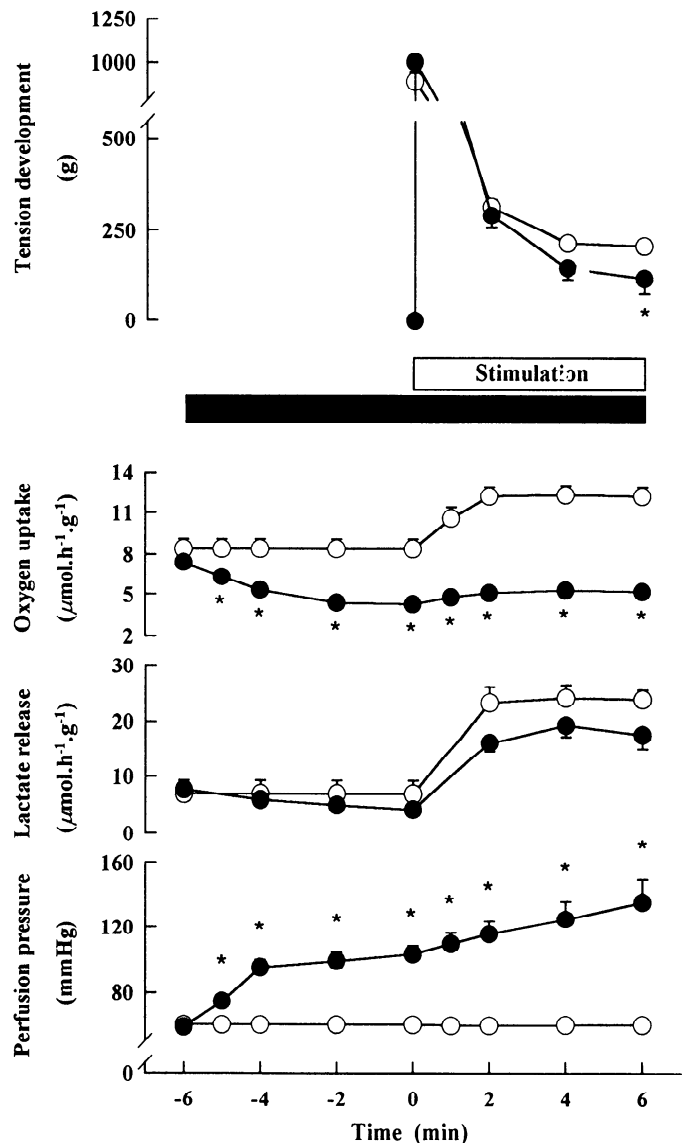 Tension development
(g)
1250
1000
500
250
0
*
Stimulation
Oxygen uptake
(μmol.h⁻¹.g⁻¹)
14
11
8
5
2
* * * * * * * *
Lactate release
(μmol.h⁻¹.g⁻¹)
30
20
10
0
Perfusion pressure
(mmHg)
160
120
80
0
* * * * * * * *
-6 -4 -2 0 2 4 6
Time (min)